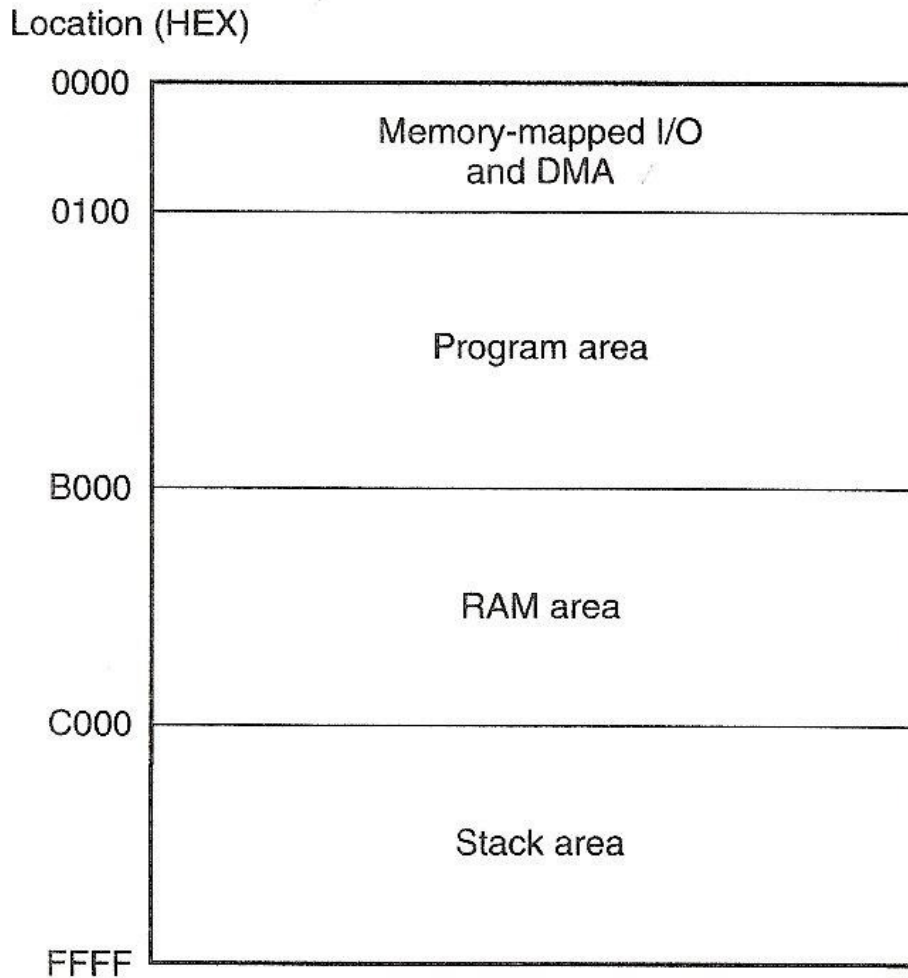 Location (HEX)
0000
Memory-mapped I/O
and DMA
0100
Program area
B000
RAM area
C000
Stack area
FFFF